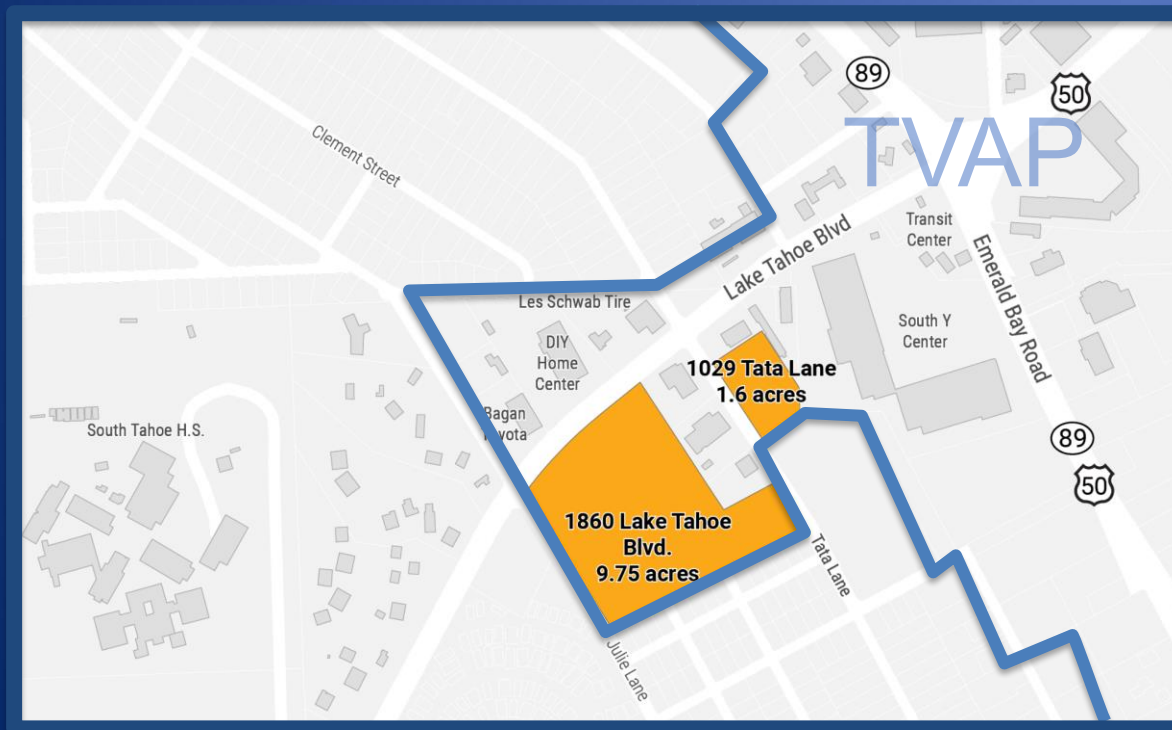 89
50
TVAP
Clement Street
Transit
Center
Lake Tahoe Blvd
Emerald Bay Road
Les Schwab Tire
South Y
Center
DIY
Home
Center
1029 Tata Lane
1.6 acres
Bagan
Toyota
South Tahoe H.S.
89
50
1860 Lake Tahoe
Blvd.
9.75 acres
Tata Lane
Julie Lane